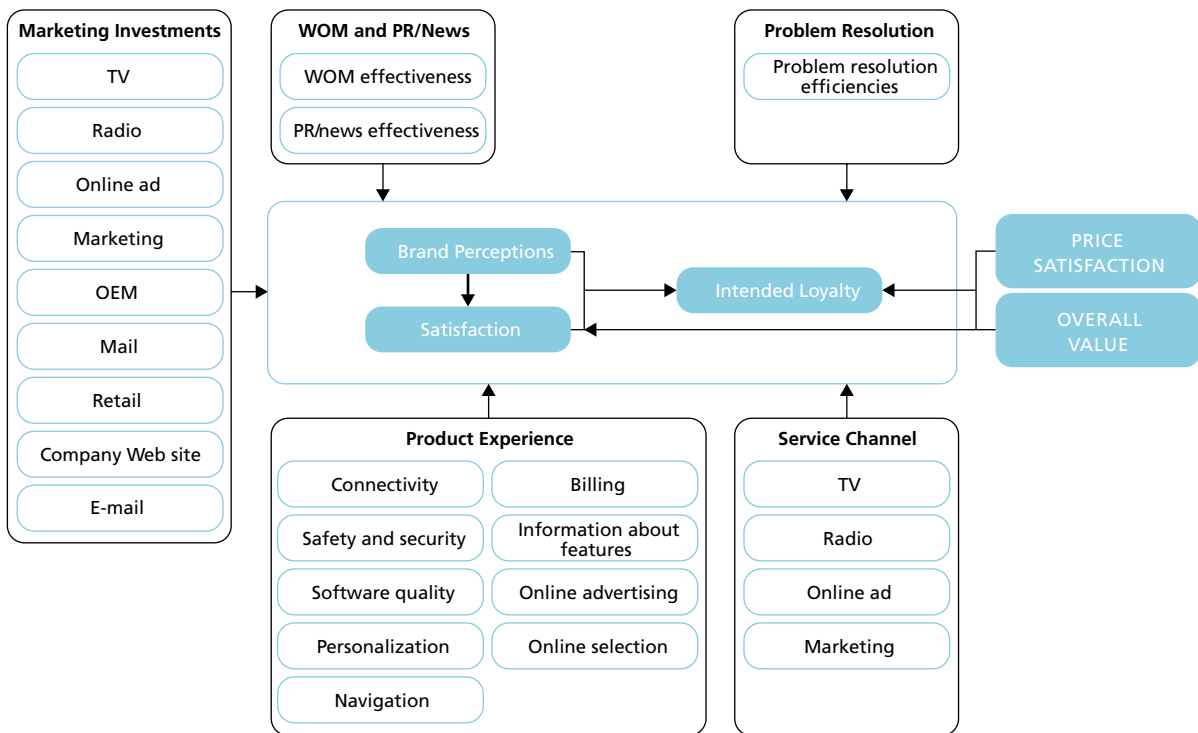 Marketing Investments
TV
Radio
Online ad
Marketing
OEM
Mail
Retail
Company Web site
E-mail
WOM and PR/News
WOM effectiveness
PR/news effectiveness
Problem Resolution
Problem resolution
efficiencies
Brand Perceptions
Satisfaction
Intended Loyalty
PRICE
SATISFACTION
OVERALL
VALUE
Product Experience
Connectivity
Safety and security
Software quality
Personalization
Navigation
Billing
Information about
features
Online advertising
Online selection
Service Channel
TV
Radio
Online ad
Marketing